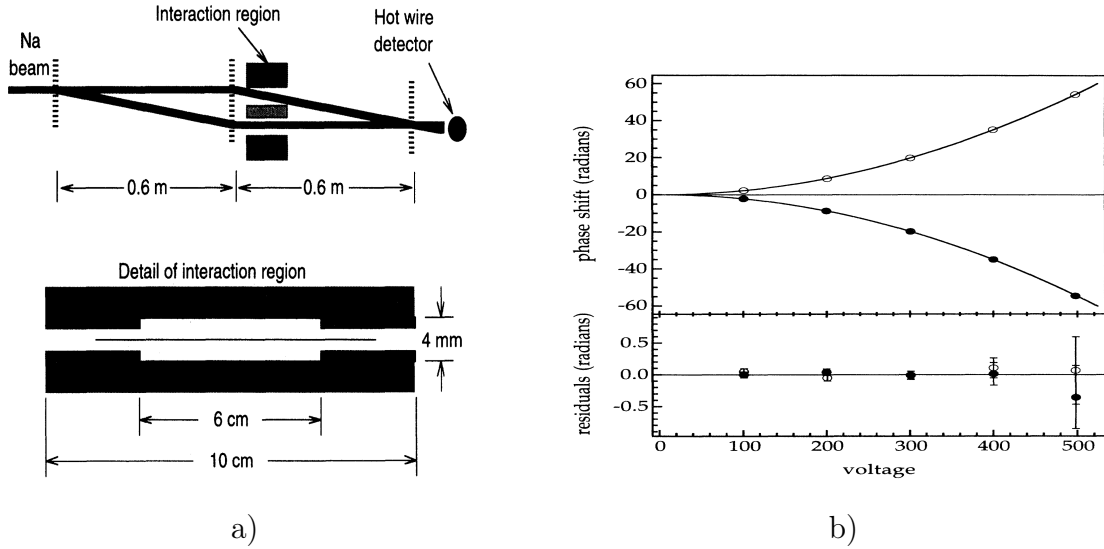 Interaction region
Hot wire
detector
Na
beam
0.6 m
0.6 m
Detail of interaction region
4 mm
6 cm
10 cm
a)
60
40
20
0
-20
-40
-60
phase shift (radians)
0.5
0.0
-0.5
residuals (radians)
0
100
200
300
400
500
voltage
b)